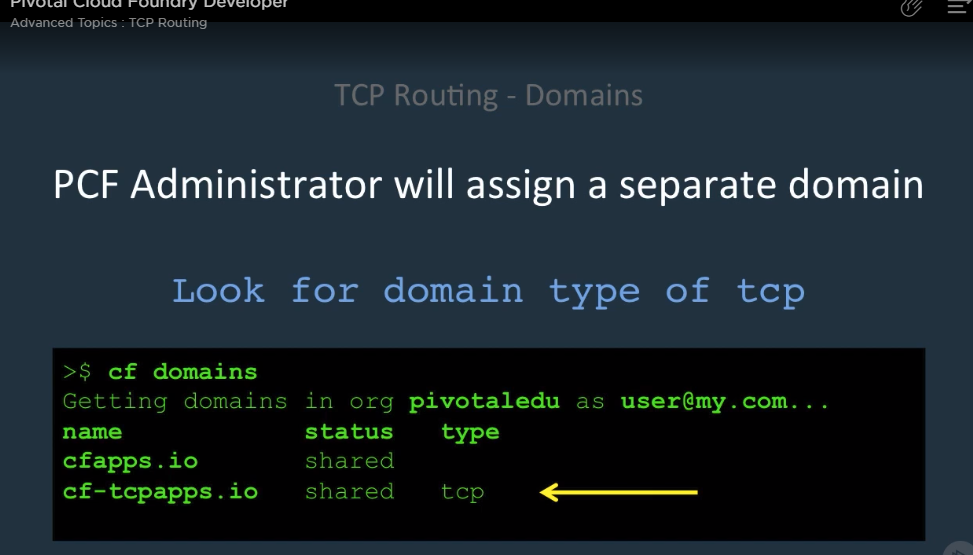 Pivotal Cloud Foundry Developer
Advanced Topics : TCP Routing
TCP Routing - Domains
PCF Administrator will assign a separate domain
Look for domain type of tcp
>$ cf domains
Getting domains in org pivotaledu as user@my.com...
name status type
cfapps.io shared
cf-tcpapps.io shared tcp